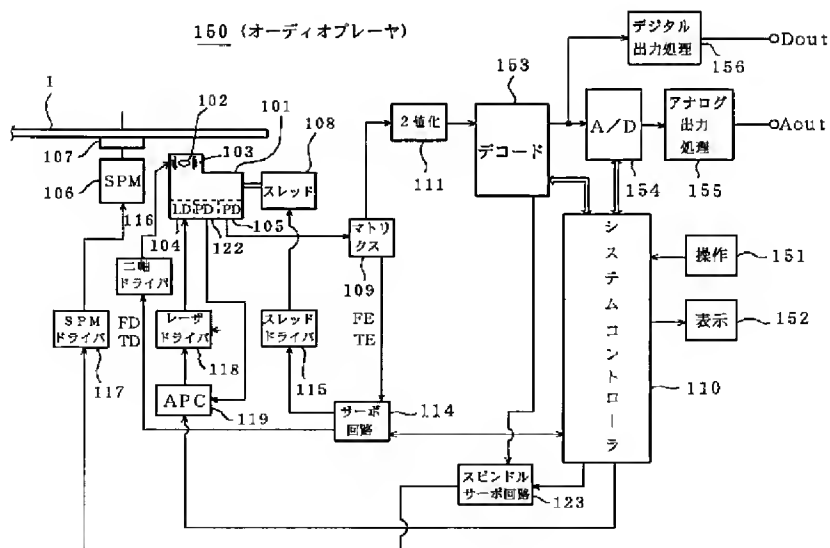 150 (オーディオプレーヤ)
デジタル
出力処理
156
Dout
153
デコード
A/D
154
アナログ
出力
処理
155
Aout
1
102
101
103
108
107
106
SPM
116
LD
PD
PD
スレッド
2値化
111
104
122
105
マトリ
クス
109
二軸
ドライバ
FD
TD
SPM
ドライバ
117
レーザ
ドライバ
118
スレッド
ドライバ
115
FE
TE
APC
119
サーボ
回路
114
システムコントローラ
110
操作
151
表示
152
スピンドル
サーボ回路
123